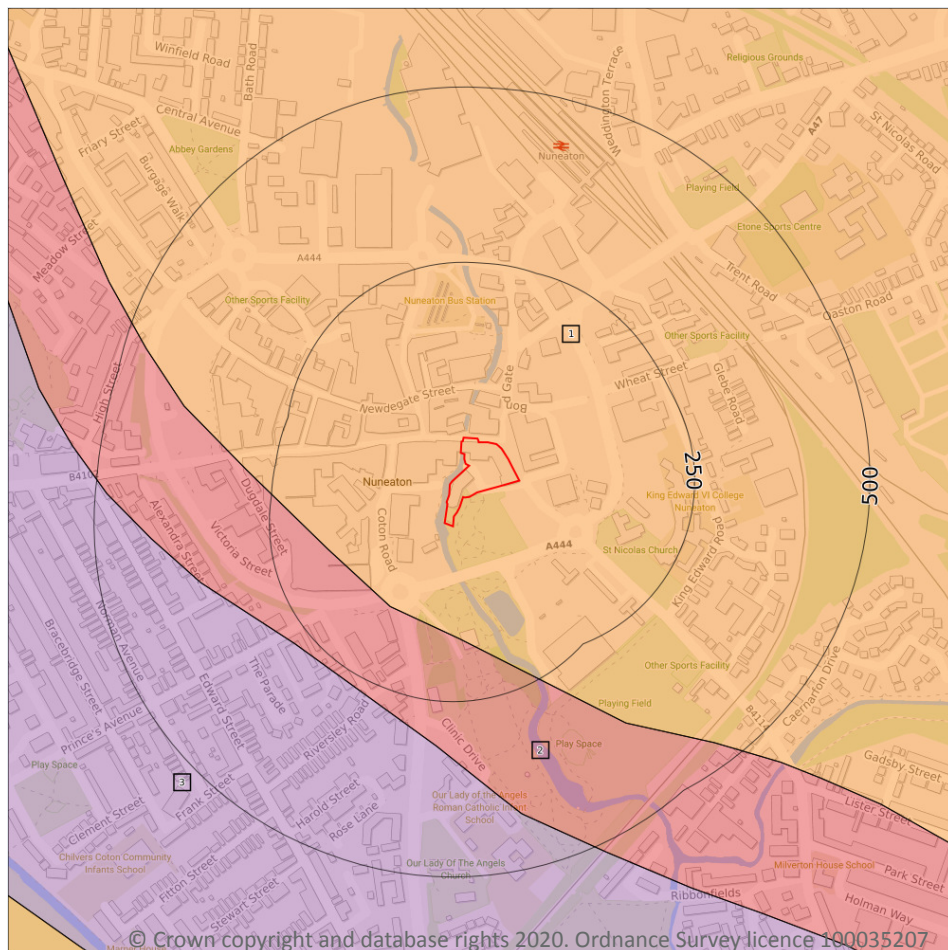 Winfield Road
Bath Road
Weddington Terrace
Religious Grounds
A47
St Nicolas Road
Central Avenue
Friary Street
Abbey Gardens
Burgage Walk
Nuneaton
Playing Field
Etone Sports Centre
Meadow Street
A444
Trent Road
Oaston Road
Other Sports Facility
Nuneaton Bus Station
1
Other Sports Facility
Wheat Street
Glebe Road
High Street
Newdegate Street
Bon
d Gate
B410
Nuneaton
250
500
Dugdale Street
King Edward VI College
Nuneaton
Alexandra Street
Victoria Street
Coton Road
A444
St Nicolas Church
King Edward Road
Norman Avenue
Bracebridge Street
The Parade
Other Sports Facility
Edward Street
Riversley Road
Caernarfon Drive
Prince's Avenue
Playing Field
B4114
Clinic Drive
2
Play Space
Gadsby Street
Play Space
3
Frank Street
Harold Street
Our Lady of the Angels
Roman Catholic Infant
School
Lister Street
Clement Street
Rose Lane
Chilvers Coton Community
Infants School
Fitton Street
Our Lady Of The Angels
Church
Milverton House School
Park Street
Stewart Street
Ribbonfields
Holman Way
© Crown copyright and database rights 2020. Ordnance Survey licence 100035207